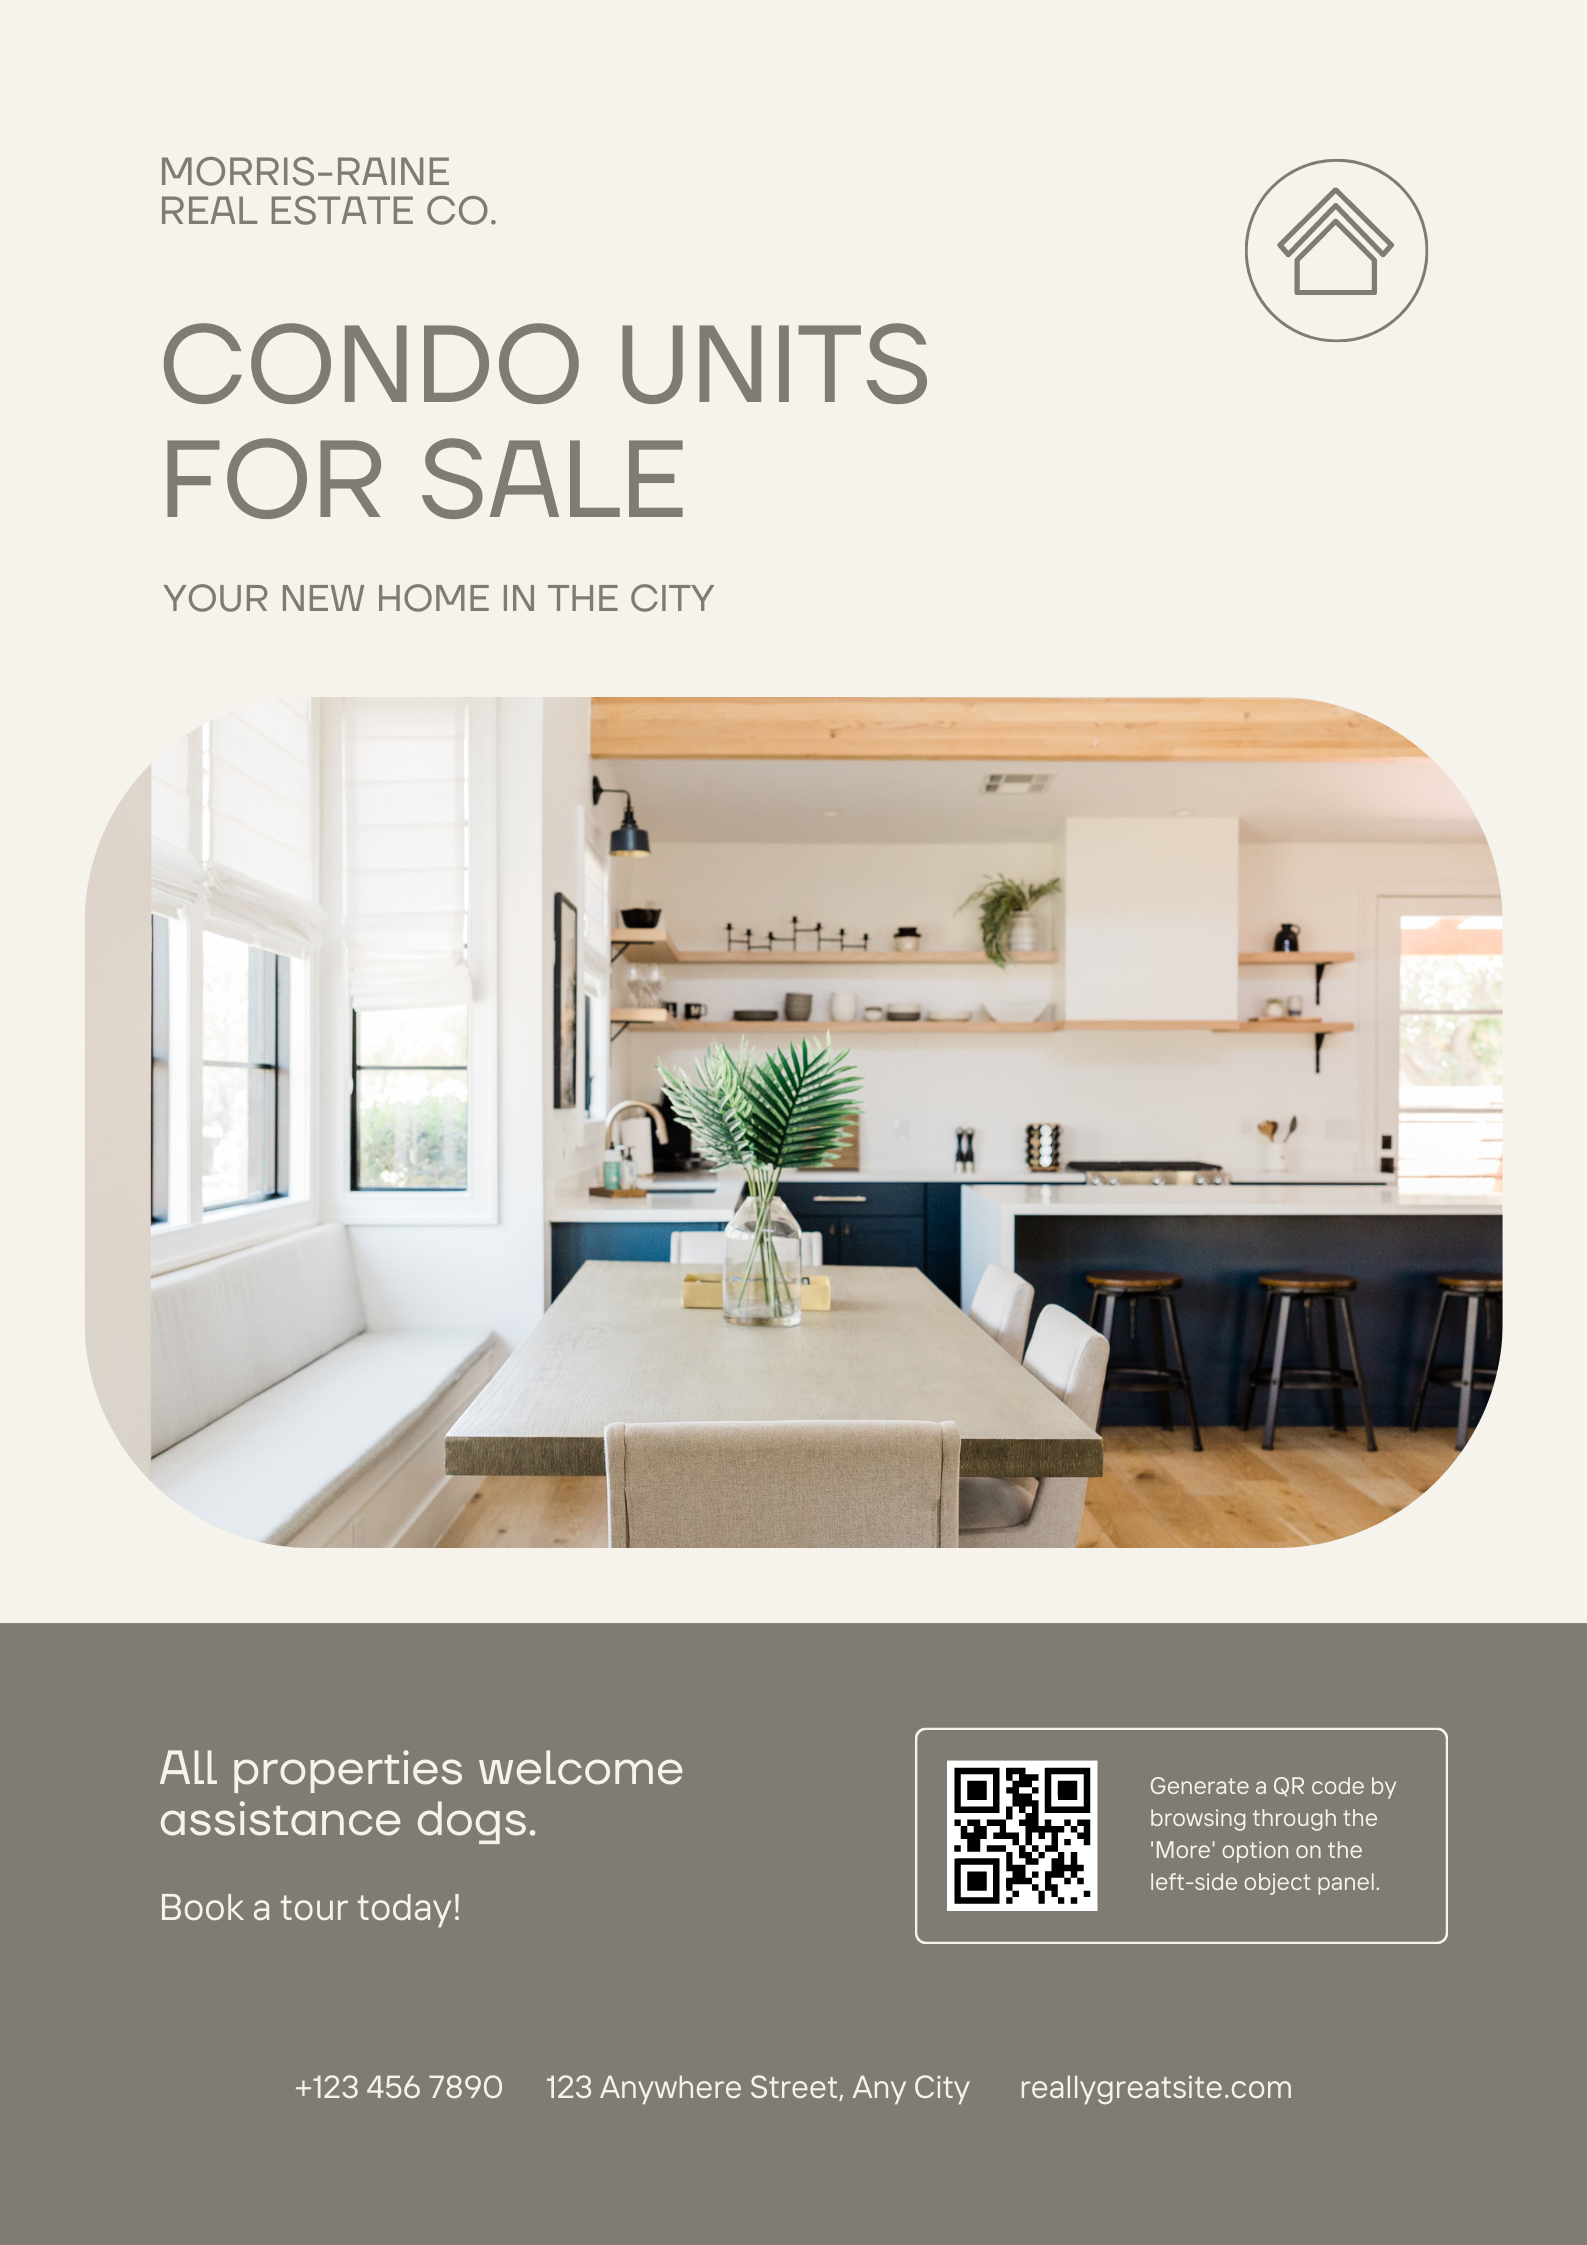 MORRIS-RAINE
REAL ESTATE CO.
CONDO UNITS
FOR SALE
YOUR NEW HOME IN THE CITY
All properties welcome
assistance dogs.
Book a tour today!
Generate a QR code by
browsing through the
'More' option on the
left-side object panel.
+123 456 7890
123 Anywhere Street, Any City
reallygreatsite.com